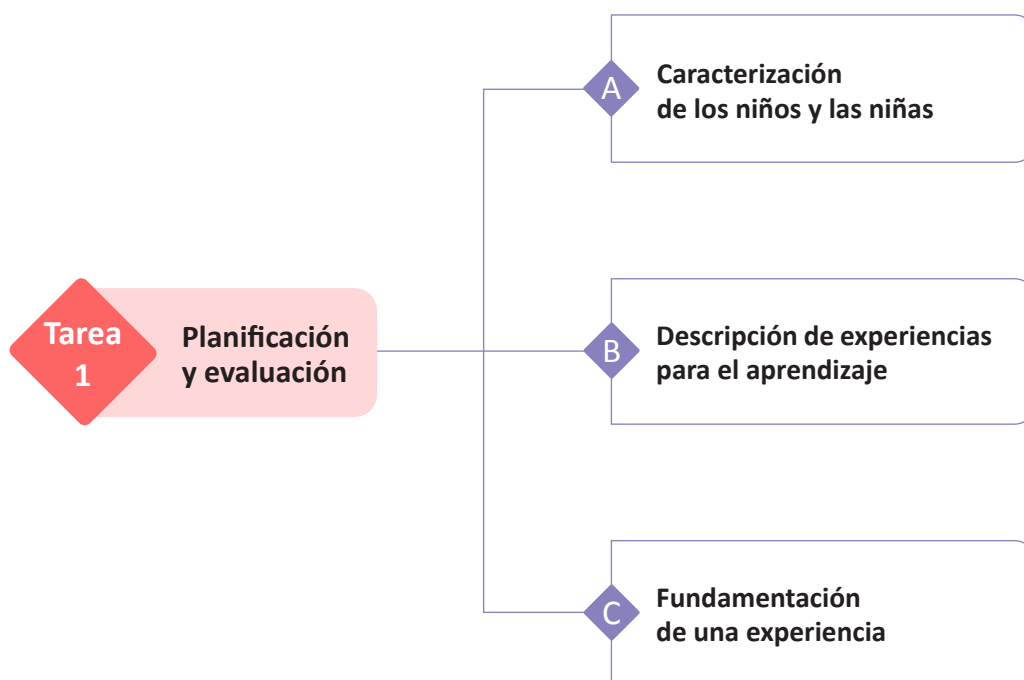 Tarea
1
Planificación
y evaluación
A
Caracterización
de los niños y las niñas
B
Descripción de experiencias
para el aprendizaje
C
Fundamentación
de una experiencia